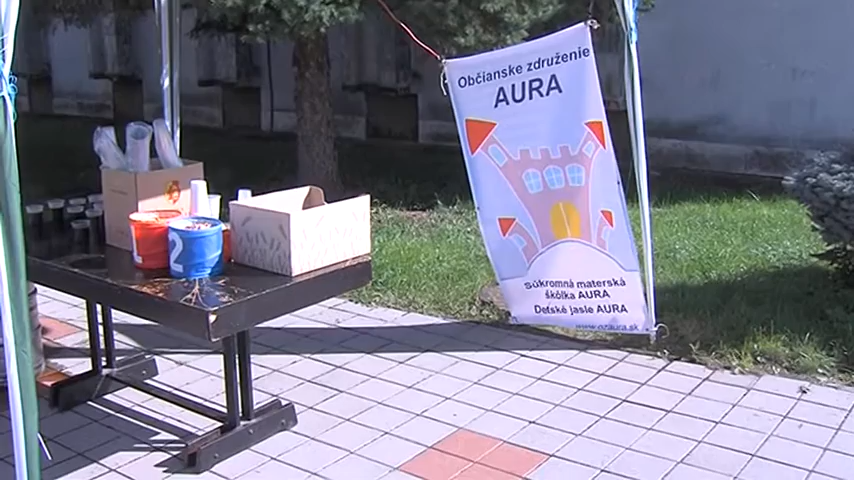 Občianske združenie
AURA
Súkromná materská
škôlka AURA
Detské jasle AURA
www.ozaura.sk
2